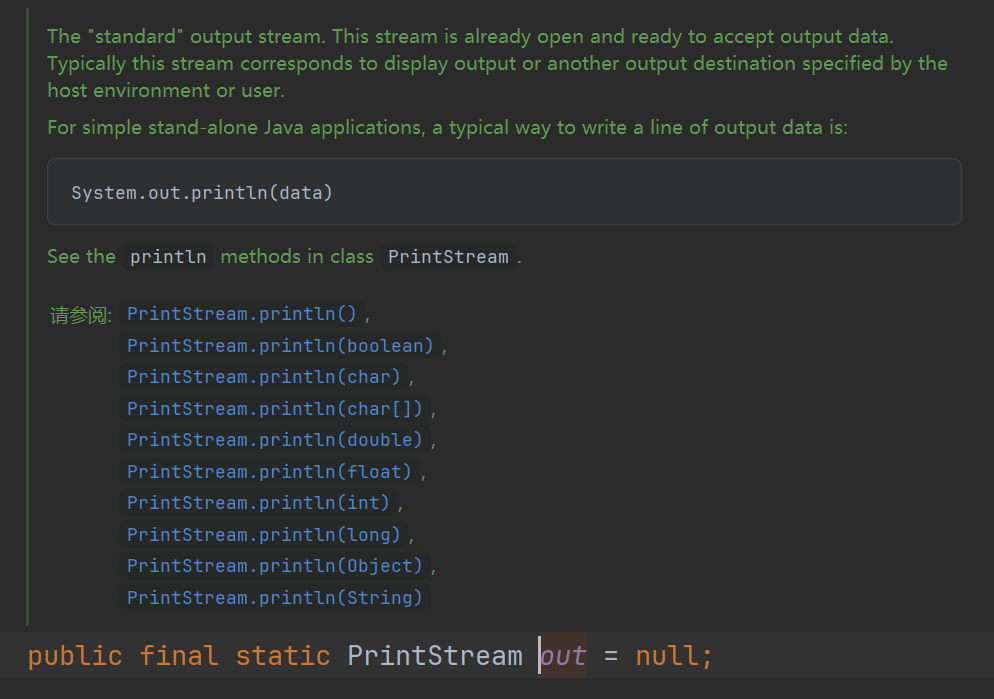 The "standard" output stream. This stream is already open and ready to accept output data.
Typically this stream corresponds to display output or another output destination specified by the
host environment or user.
For simple stand-alone Java applications, a typical way to write a line of output data is:
System.out.println(data)
See the println methods in class PrintStream.
请参阅: PrintStream.println(),
PrintStream.println(boolean),
PrintStream.println(char),
PrintStream.println(char[]),
PrintStream.println(double),
PrintStream.println(float),
PrintStream.println(int),
PrintStream.println(long),
PrintStream.println(Object),
PrintStream.println(String)
public final static PrintStream out = null;